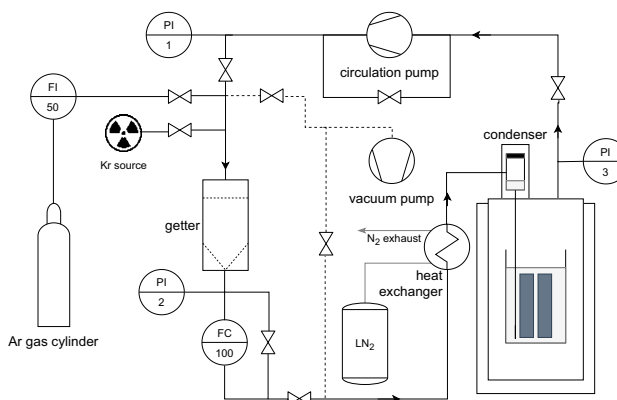 PI
1
circulation pump
FI
50
condenser
Kr source
PI
3
vacuum pump
getter
N₂ exhaust
heat
exchanger
PI
2
LN₂
Ar gas cylinder
FC
100